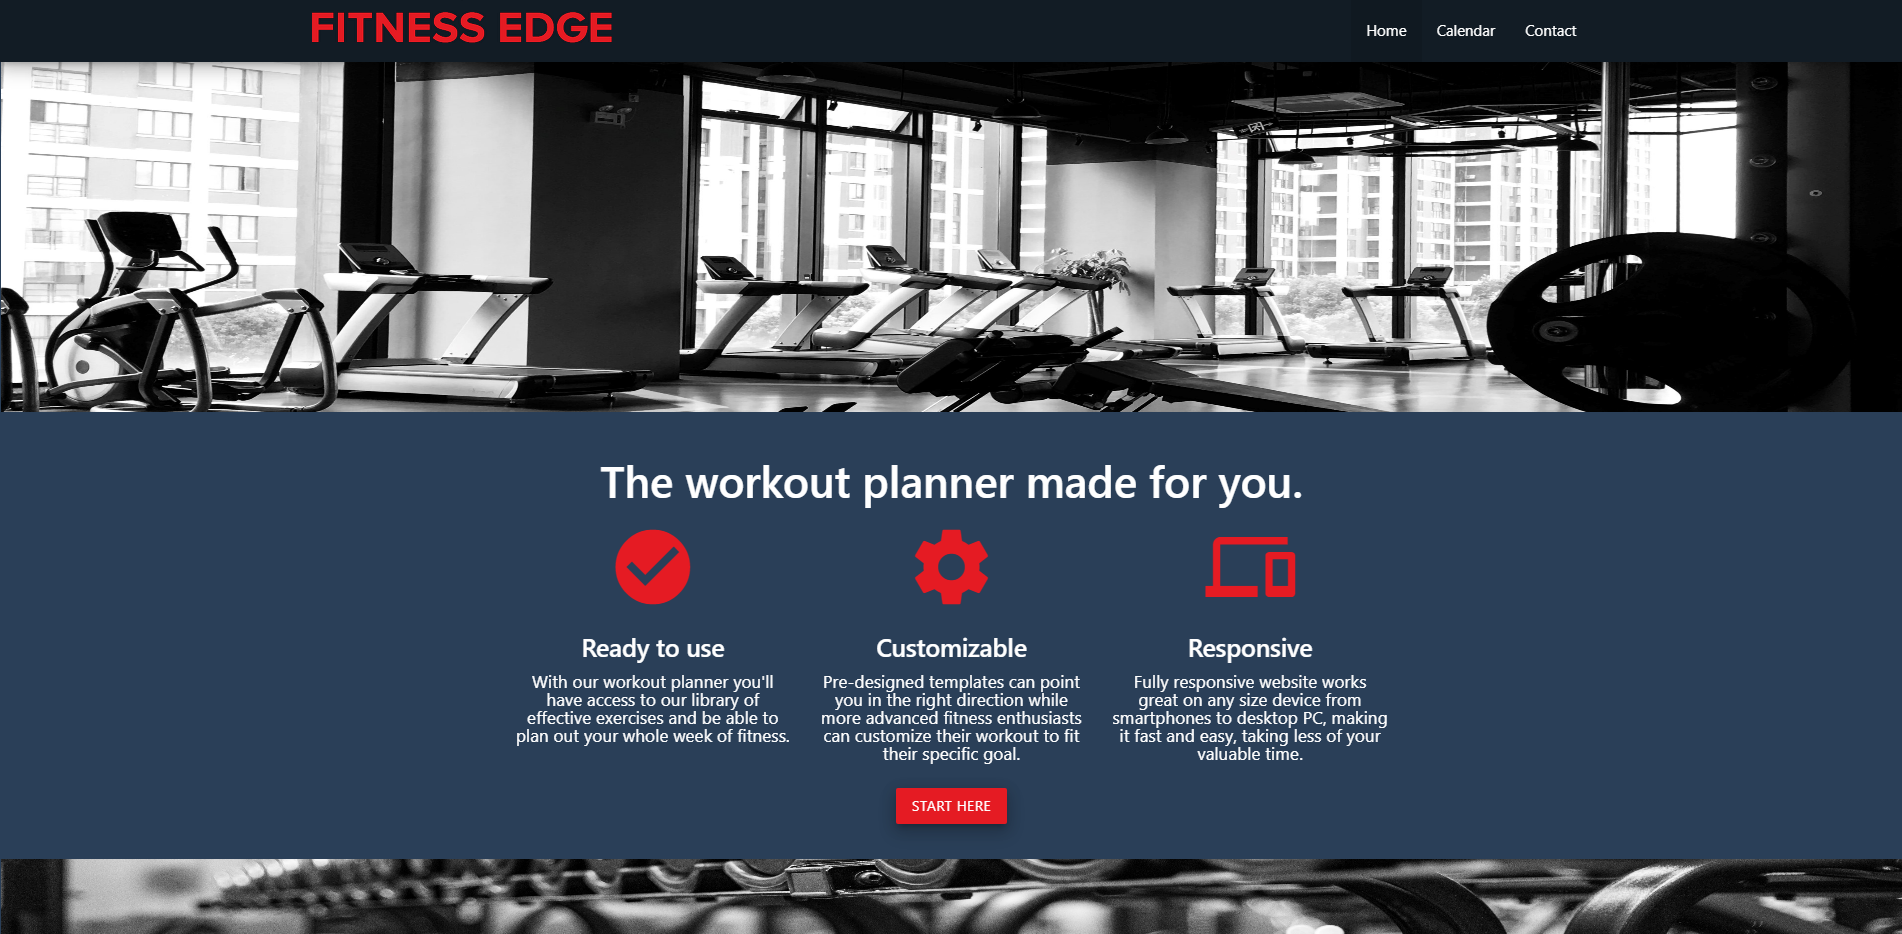 FITNESS EDGE
Home Calendar Contact
The workout planner made for you.
Ready to use
With our workout planner you'll
have access to our library of
effective exercises and be able to
plan out your whole week of fitness.
Customizable
Pre-designed templates can point
you in the right direction while
more advanced fitness enthusiasts
can customize their workout to fit
their specific goal.
Responsive
Fully responsive website works
great on any size device from
smartphones to desktop PC, making
it fast and easy, taking less of your
valuable time.
START HERE